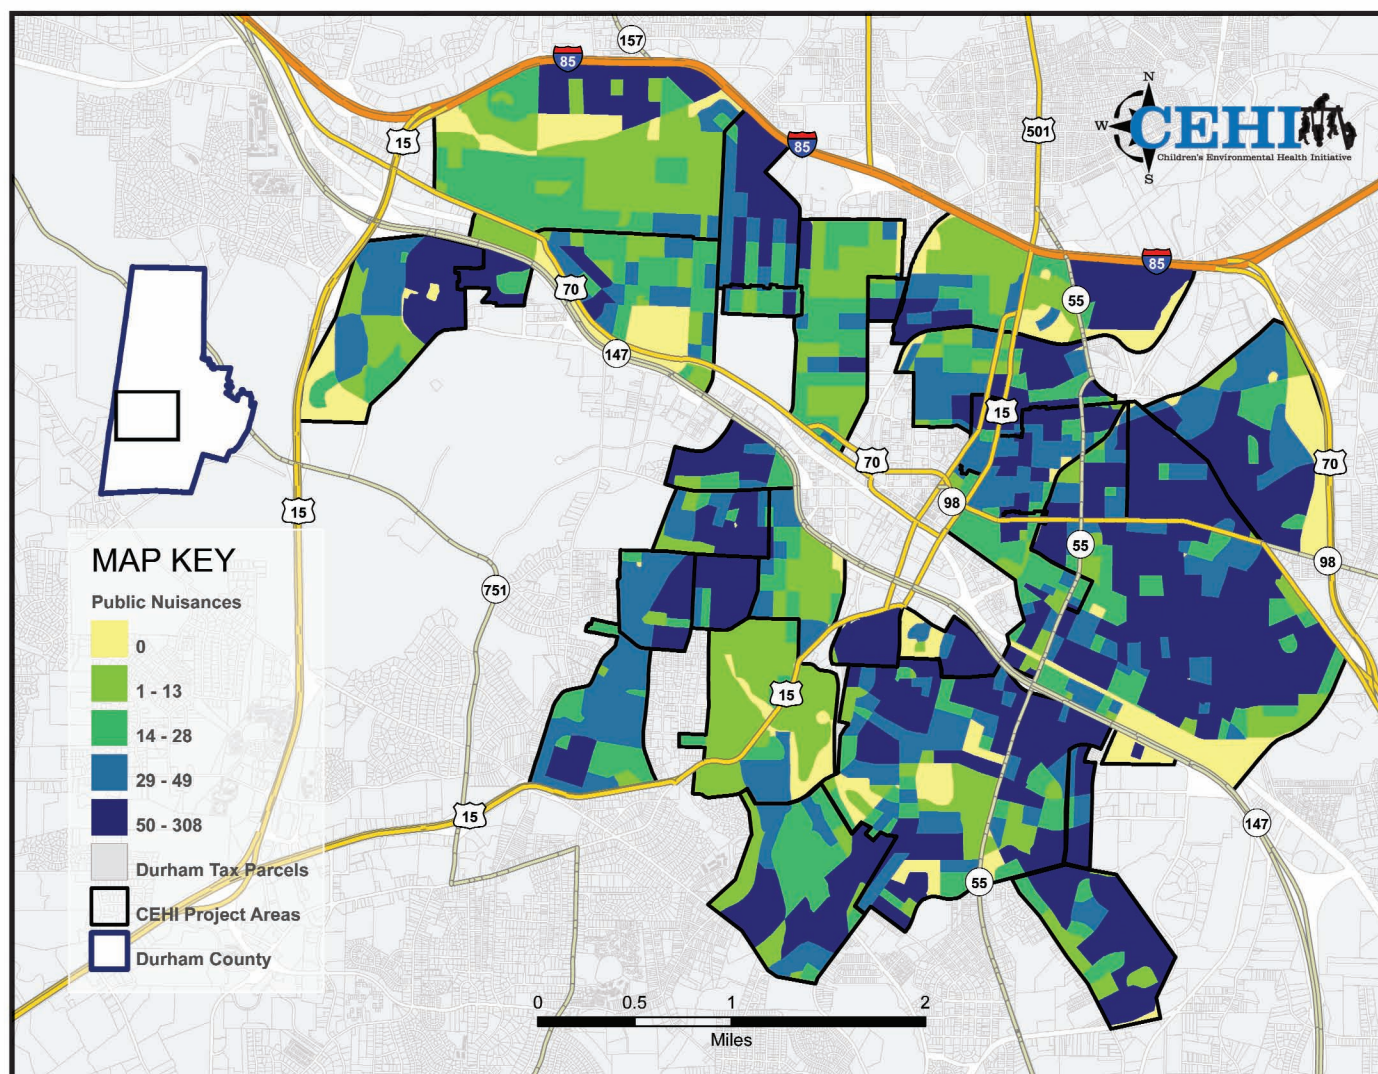 157
85
15
501
N
W
CEHI
Children's Environmental Health Initiative
S
85
85
70
55
147
15
70
70
98
15
98
55
751
MAP KEY
Public Nuisances
0
1 - 13
14 - 28
29 - 49
50 - 308
Durham Tax Parcels
CEHI Project Areas
Durham County
15
15
147
55
0 0.5 1 2
Miles